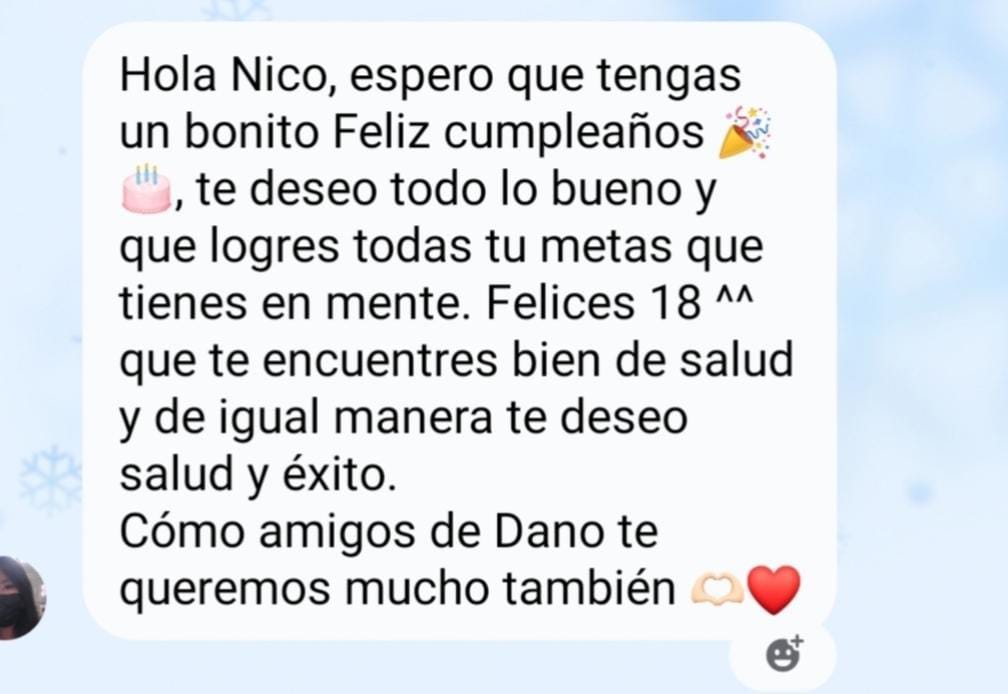 Hola Nico, espero que tengas
un bonito Feliz cumpleaños 🎉
🎂, te deseo todo lo bueno y
que logres todas tu metas que
tienes en mente. Felices 18 ^^
que te encuentres bien de salud
y de igual manera te deseo
salud y éxito.
Cómo amigos de Dano te
queremos mucho también 🫶🏻❤️